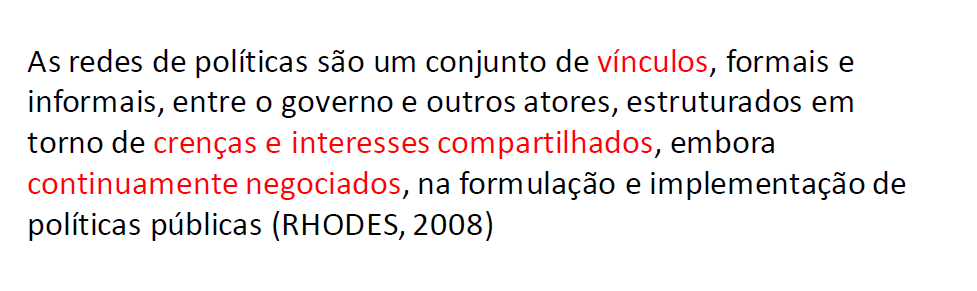 As redes de políticas são um conjunto de vínculos, formais e
informais, entre o governo e outros atores, estruturados em
torno de crenças e interesses compartilhados, embora
continuamente negociados, na formulação e implementação de
políticas públicas (RHODES, 2008)